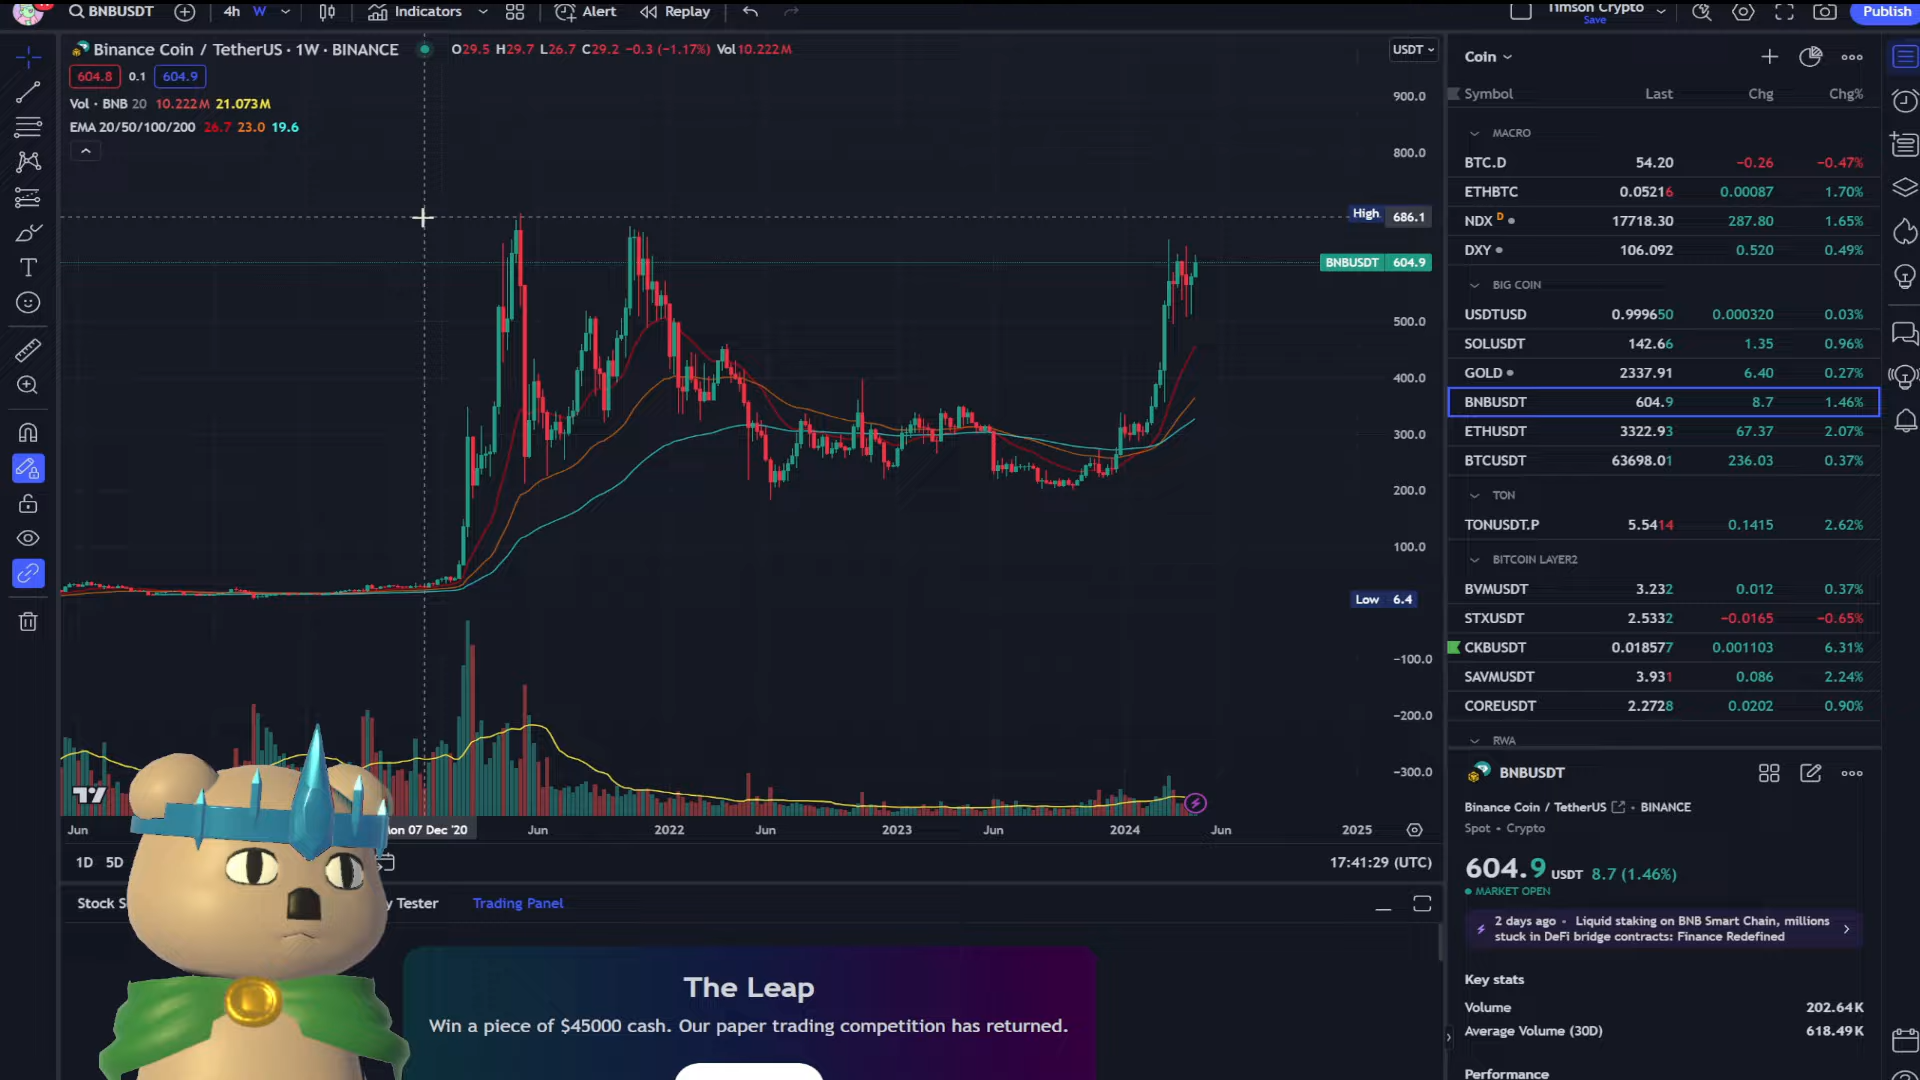 BNBUSDT 4h W Indicators Alert Replay Timson Crypto Save Publish
Binance Coin / TetherUS · 1W · BINANCE O29.5 H29.7 L26.7 C29.2 −0.3 (−1.17%) Vol10.222M USDT
604.8 0.1 604.9
Vol · BNB 20 10.222M 21.073M
EMA 20/50/100/200 26.7 23.0 19.6
900.0
800.0
High 686.1
BNBUSDT 604.9
500.0
400.0
300.0
200.0
100.0
Low 6.4
−100.0
−200.0
−300.0
Jun Mon 07 Dec '20 Jun 2022 Jun 2023 Jun 2024 Jun 2025
1D 5D 17:41:29 (UTC)
Stock S y Tester Trading Panel
The Leap
Win a piece of $45000 cash. Our paper trading competition has returned.
Coin
Symbol Last Chg Chg%
MACRO
BTC.D 54.20 −0.26 −0.47%
ETHBTC 0.05216 0.00087 1.70%
NDX D 17718.30 287.80 1.65%
DXY 106.092 0.520 0.49%
BIG COIN
USDTUSD 0.999650 0.000320 0.03%
SOLUSDT 142.66 1.35 0.96%
GOLD 2337.91 6.40 0.27%
BNBUSDT 604.9 8.7 1.46%
ETHUSDT 3322.93 67.37 2.07%
BTCUSDT 63698.01 236.03 0.37%
TON
TONUSDT.P 5.5414 0.1415 2.62%
BITCOIN LAYER2
BVMUSDT 3.232 0.012 0.37%
STXUSDT 2.5332 −0.0165 −0.65%
CKBUSDT 0.018577 0.001103 6.31%
SAVMUSDT 3.931 0.086 2.24%
COREUSDT 2.2728 0.0202 0.90%
RWA
BNBUSDT
Binance Coin / TetherUS • BINANCE
Spot • Crypto
604.9 USDT 8.7 (1.46%)
MARKET OPEN
2 days ago · Liquid staking on BNB Smart Chain, millions
stuck in DeFi bridge contracts: Finance Redefined
Key stats
Volume 202.64K
Average Volume (30D) 618.49K
Performance